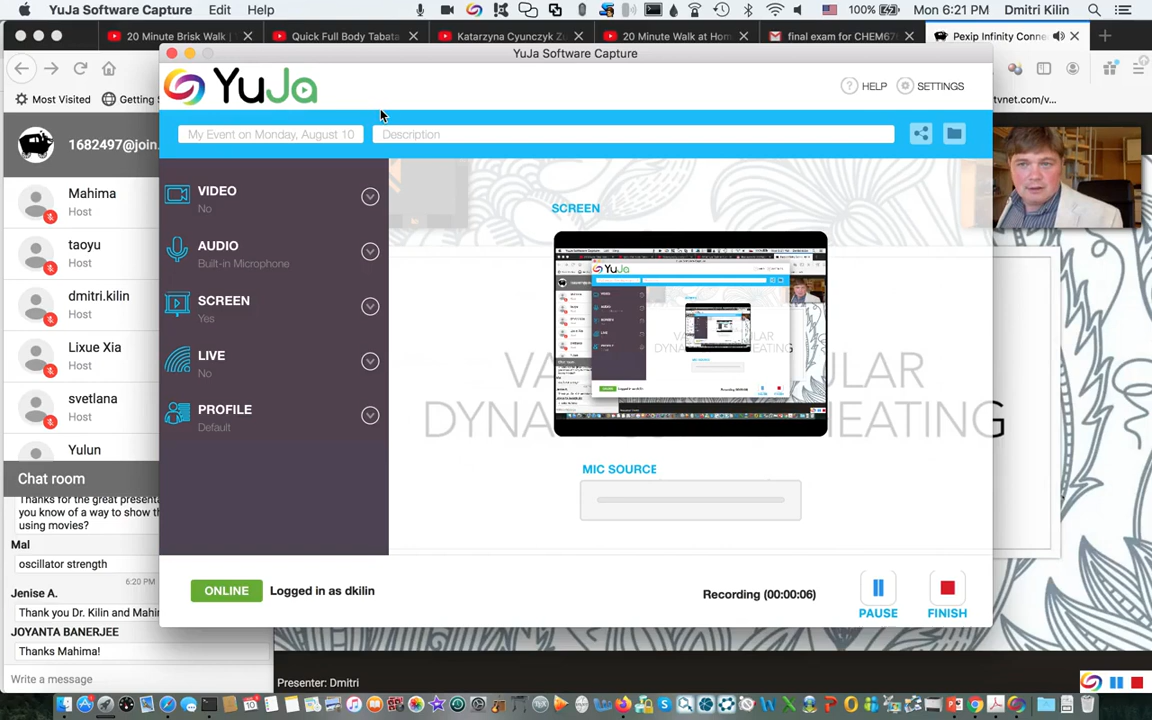 YuJa Software Capture Edit Help
100% Mon 6:21 PM Dmitri Kilin
20 Minute Brisk Walk
Quick Full Body Tabata
Katarzyna Cyunczyk Zu
20 Minute Walk at Hom
final exam for CHEM67
Pexip Infinity Conne
YuJa Software Capture
Most Visited
Getting S
tvnet.com/v...
YuJa
HELP
SETTINGS
1682497@join.
My Event on Monday, August 10
Description
Mahima
Host
taoyu
Host
dmitri.kilin
Host
Lixue Xia
Host
svetlana
Host
Yulun
VIDEO
No
AUDIO
Built-in Microphone
SCREEN
Yes
LIVE
No
PROFILE
Default
SCREEN
MIC SOURCE
Chat room
Thanks for the great present
you know of a way to show th
using movies?
Mal
oscillator strength
6:20 PM
Jenise A.
Thank you Dr. Kilin and Mahim
JOYANTA BANERJEE
Thanks Mahima!
Write a message
ONLINE
Logged in as dkilin
Recording (00:00:06)
PAUSE
FINISH
Presenter: Dmitri